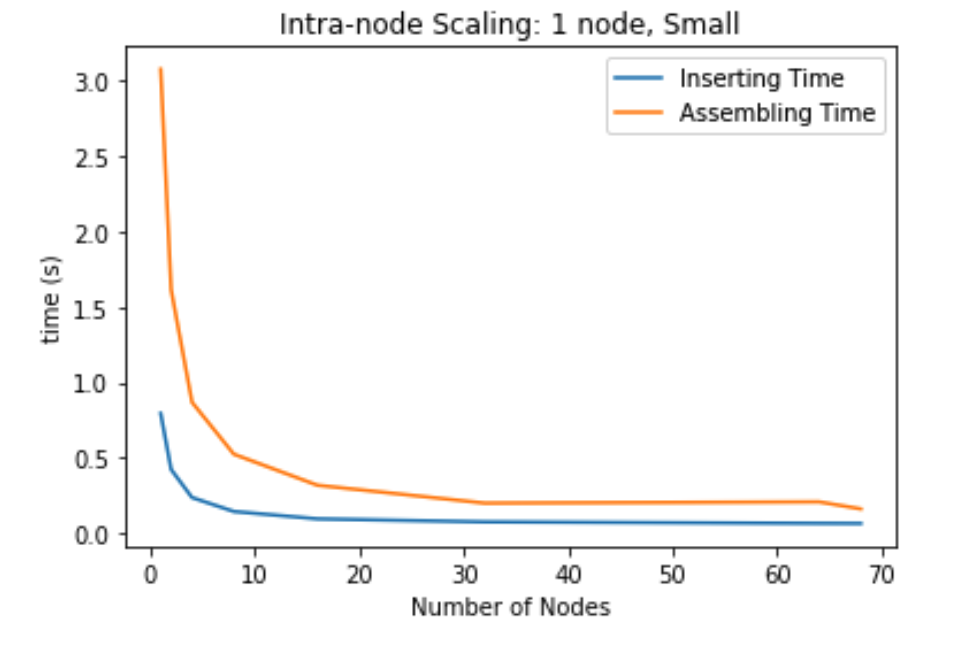 Intra-node Scaling: 1 node, Small
Inserting Time
Assembling Time
time (s)
3.0
2.5
2.0
1.5
1.0
0.5
0.0
0 10 20 30 40 50 60 70
Number of Nodes